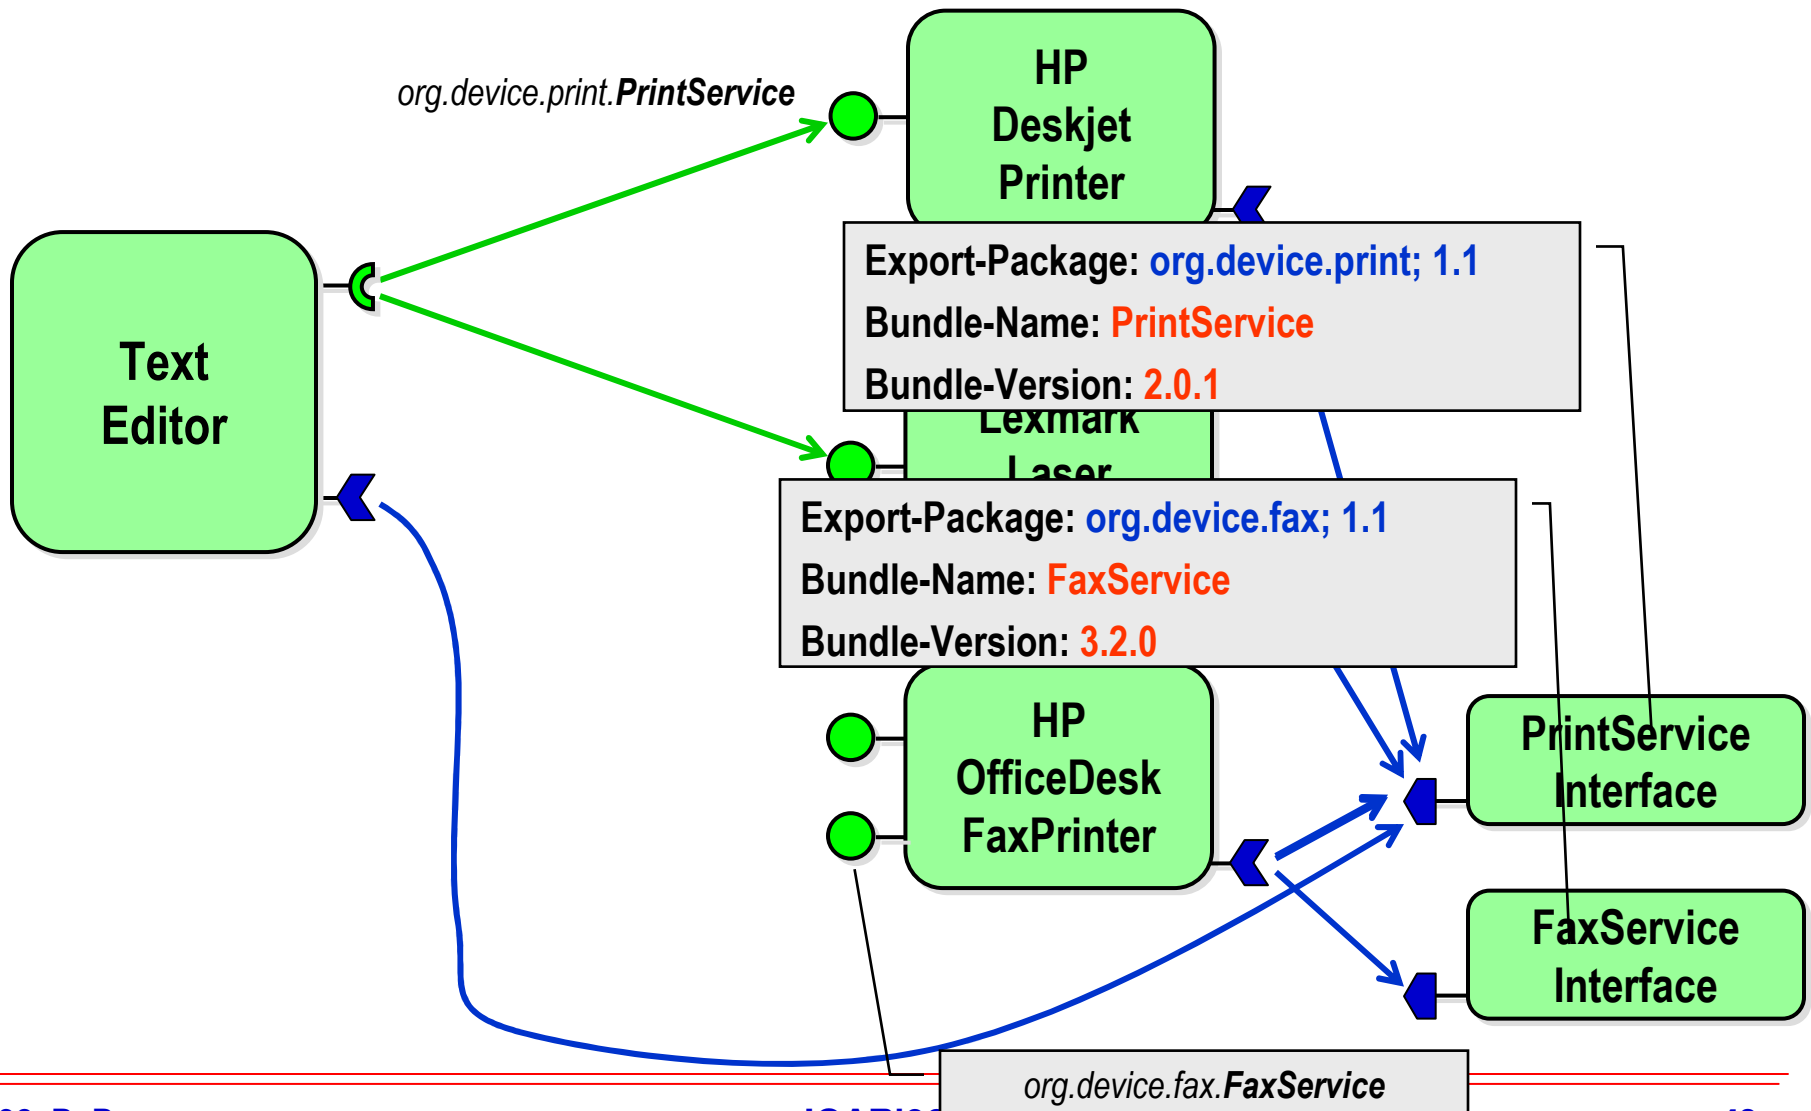 org.device.print.PrintService
HP
Deskjet
Printer
Export-Package: org.device.print; 1.1
Bundle-Name: PrintService
Bundle-Version: 2.0.1
Text
Editor
Lexmark
Laser
Export-Package: org.device.fax; 1.1
Bundle-Name: FaxService
Bundle-Version: 3.2.0
HP
OfficeDesk
FaxPrinter
PrintService
Interface
FaxService
Interface
org.device.fax.FaxService